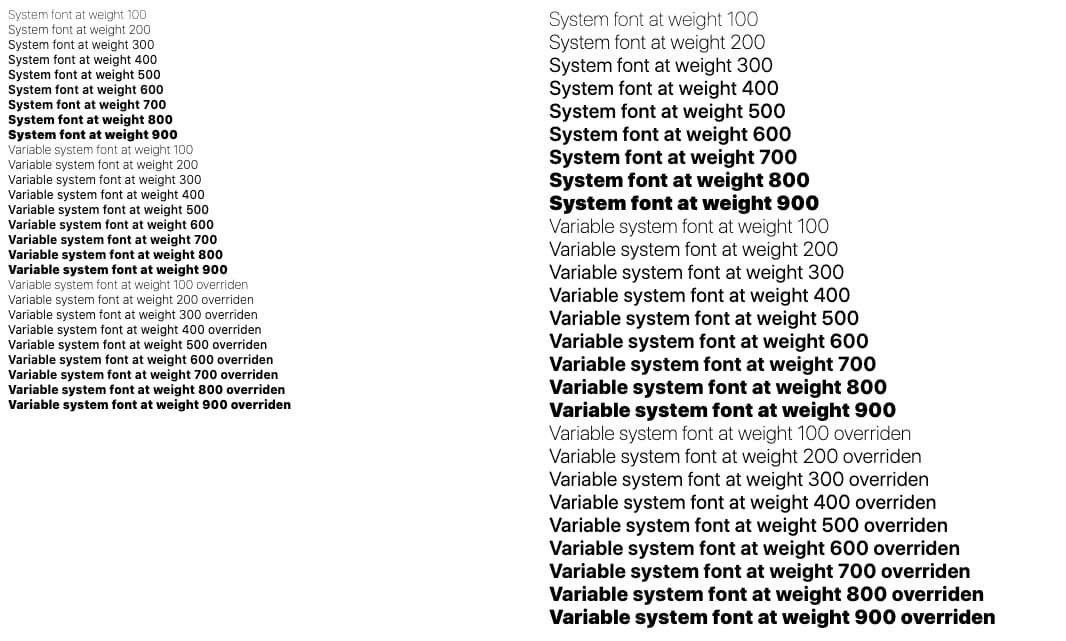 System font at weight 100
System font at weight 200
System font at weight 300
System font at weight 400
System font at weight 500
System font at weight 600
System font at weight 700
System font at weight 800
System font at weight 900
Variable system font at weight 100
Variable system font at weight 200
Variable system font at weight 300
Variable system font at weight 400
Variable system font at weight 500
Variable system font at weight 600
Variable system font at weight 700
Variable system font at weight 800
Variable system font at weight 900
Variable system font at weight 100 overriden
Variable system font at weight 200 overriden
Variable system font at weight 300 overriden
Variable system font at weight 400 overriden
Variable system font at weight 500 overriden
Variable system font at weight 600 overriden
Variable system font at weight 700 overriden
Variable system font at weight 800 overriden
Variable system font at weight 900 overriden
System font at weight 100
System font at weight 200
System font at weight 300
System font at weight 400
System font at weight 500
System font at weight 600
System font at weight 700
System font at weight 800
System font at weight 900
Variable system font at weight 100
Variable system font at weight 200
Variable system font at weight 300
Variable system font at weight 400
Variable system font at weight 500
Variable system font at weight 600
Variable system font at weight 700
Variable system font at weight 800
Variable system font at weight 900
Variable system font at weight 100 overriden
Variable system font at weight 200 overriden
Variable system font at weight 300 overriden
Variable system font at weight 400 overriden
Variable system font at weight 500 overriden
Variable system font at weight 600 overriden
Variable system font at weight 700 overriden
Variable system font at weight 800 overriden
Variable system font at weight 900 overriden